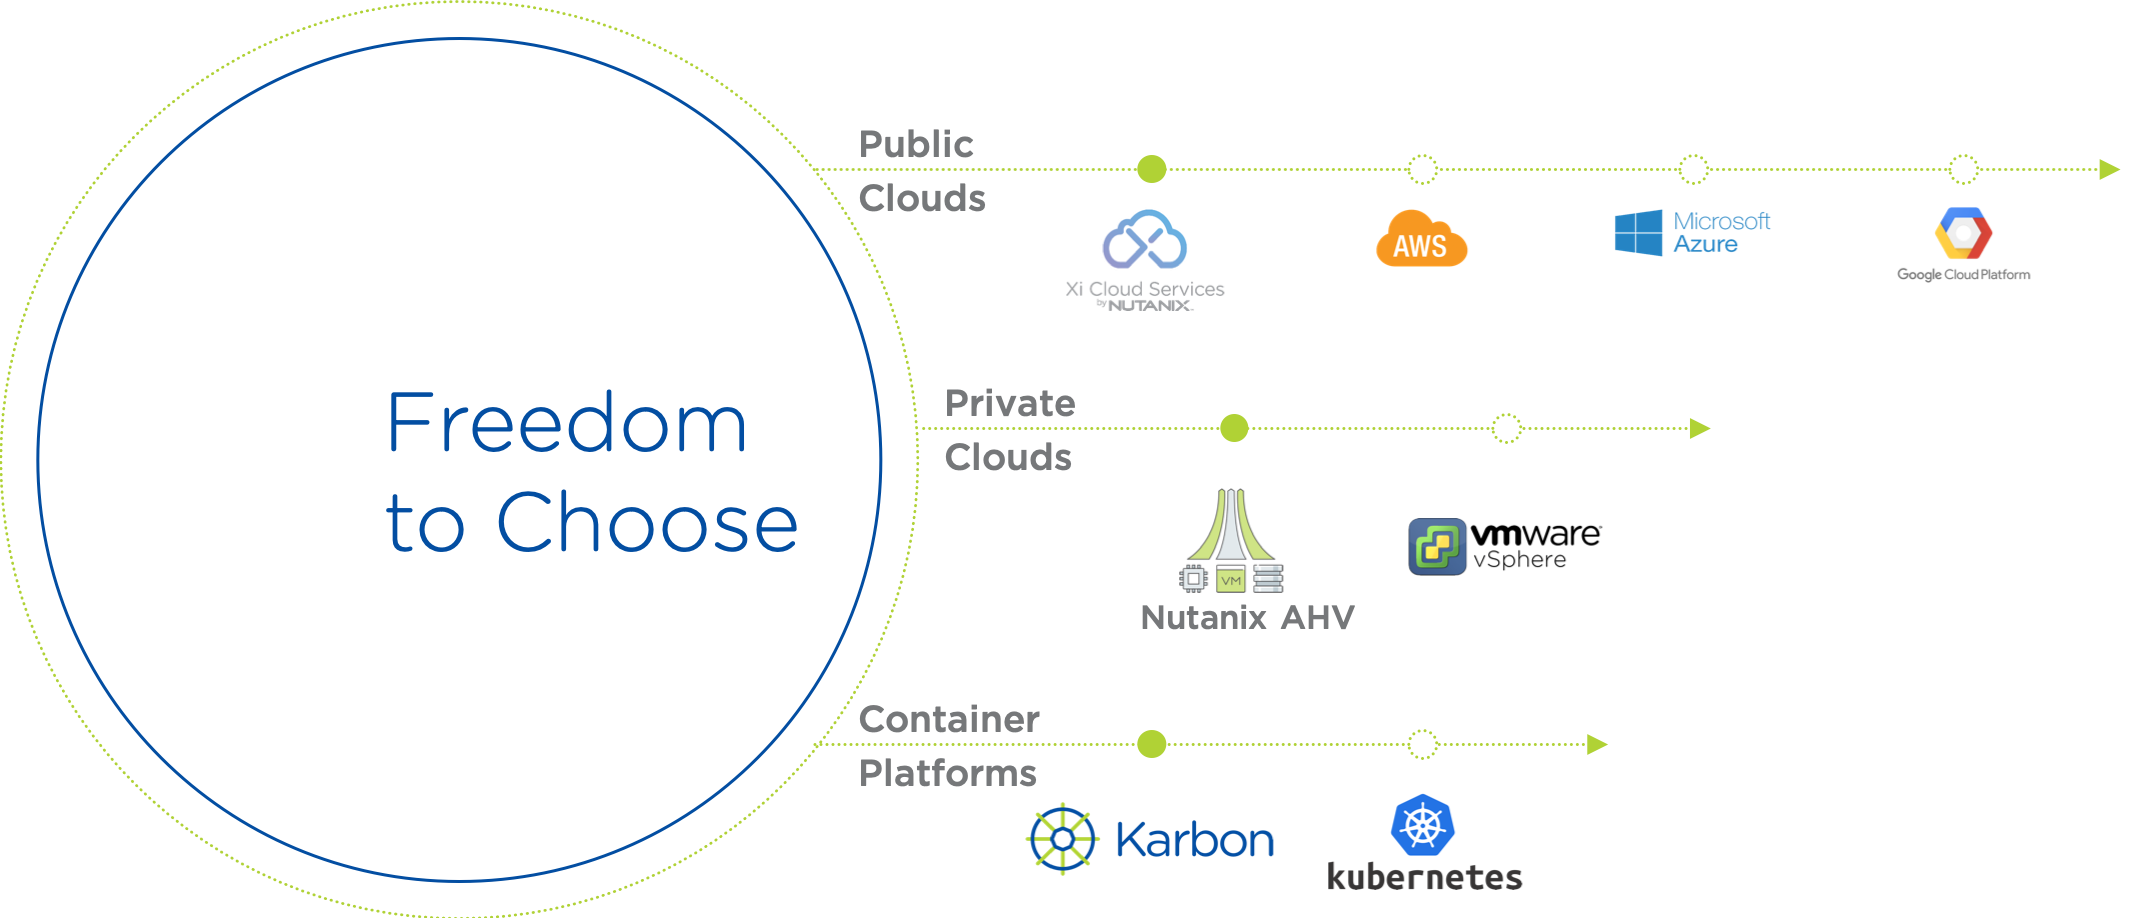 Freedom
to Choose
Public
Clouds
Xi Cloud Services
by NUTANIX
AWS
Microsoft
Azure
Google Cloud Platform
Private
Clouds
VM
Nutanix AHV
vmware
vSphere
Container
Platforms
Karbon
kubernetes